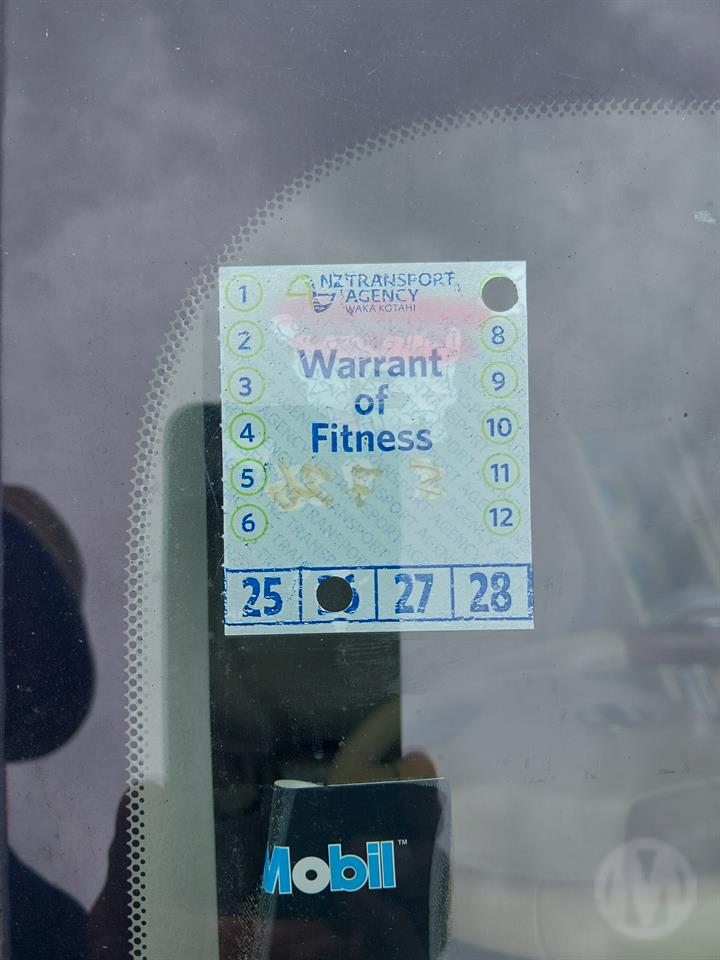 NZ TRANSPORT
AGENCY
WAKA KOTAHI
Warrant
of
Fitness
1
2
3
4
5
6
8
9
10
11
12
25 27 28
Mobil™
M